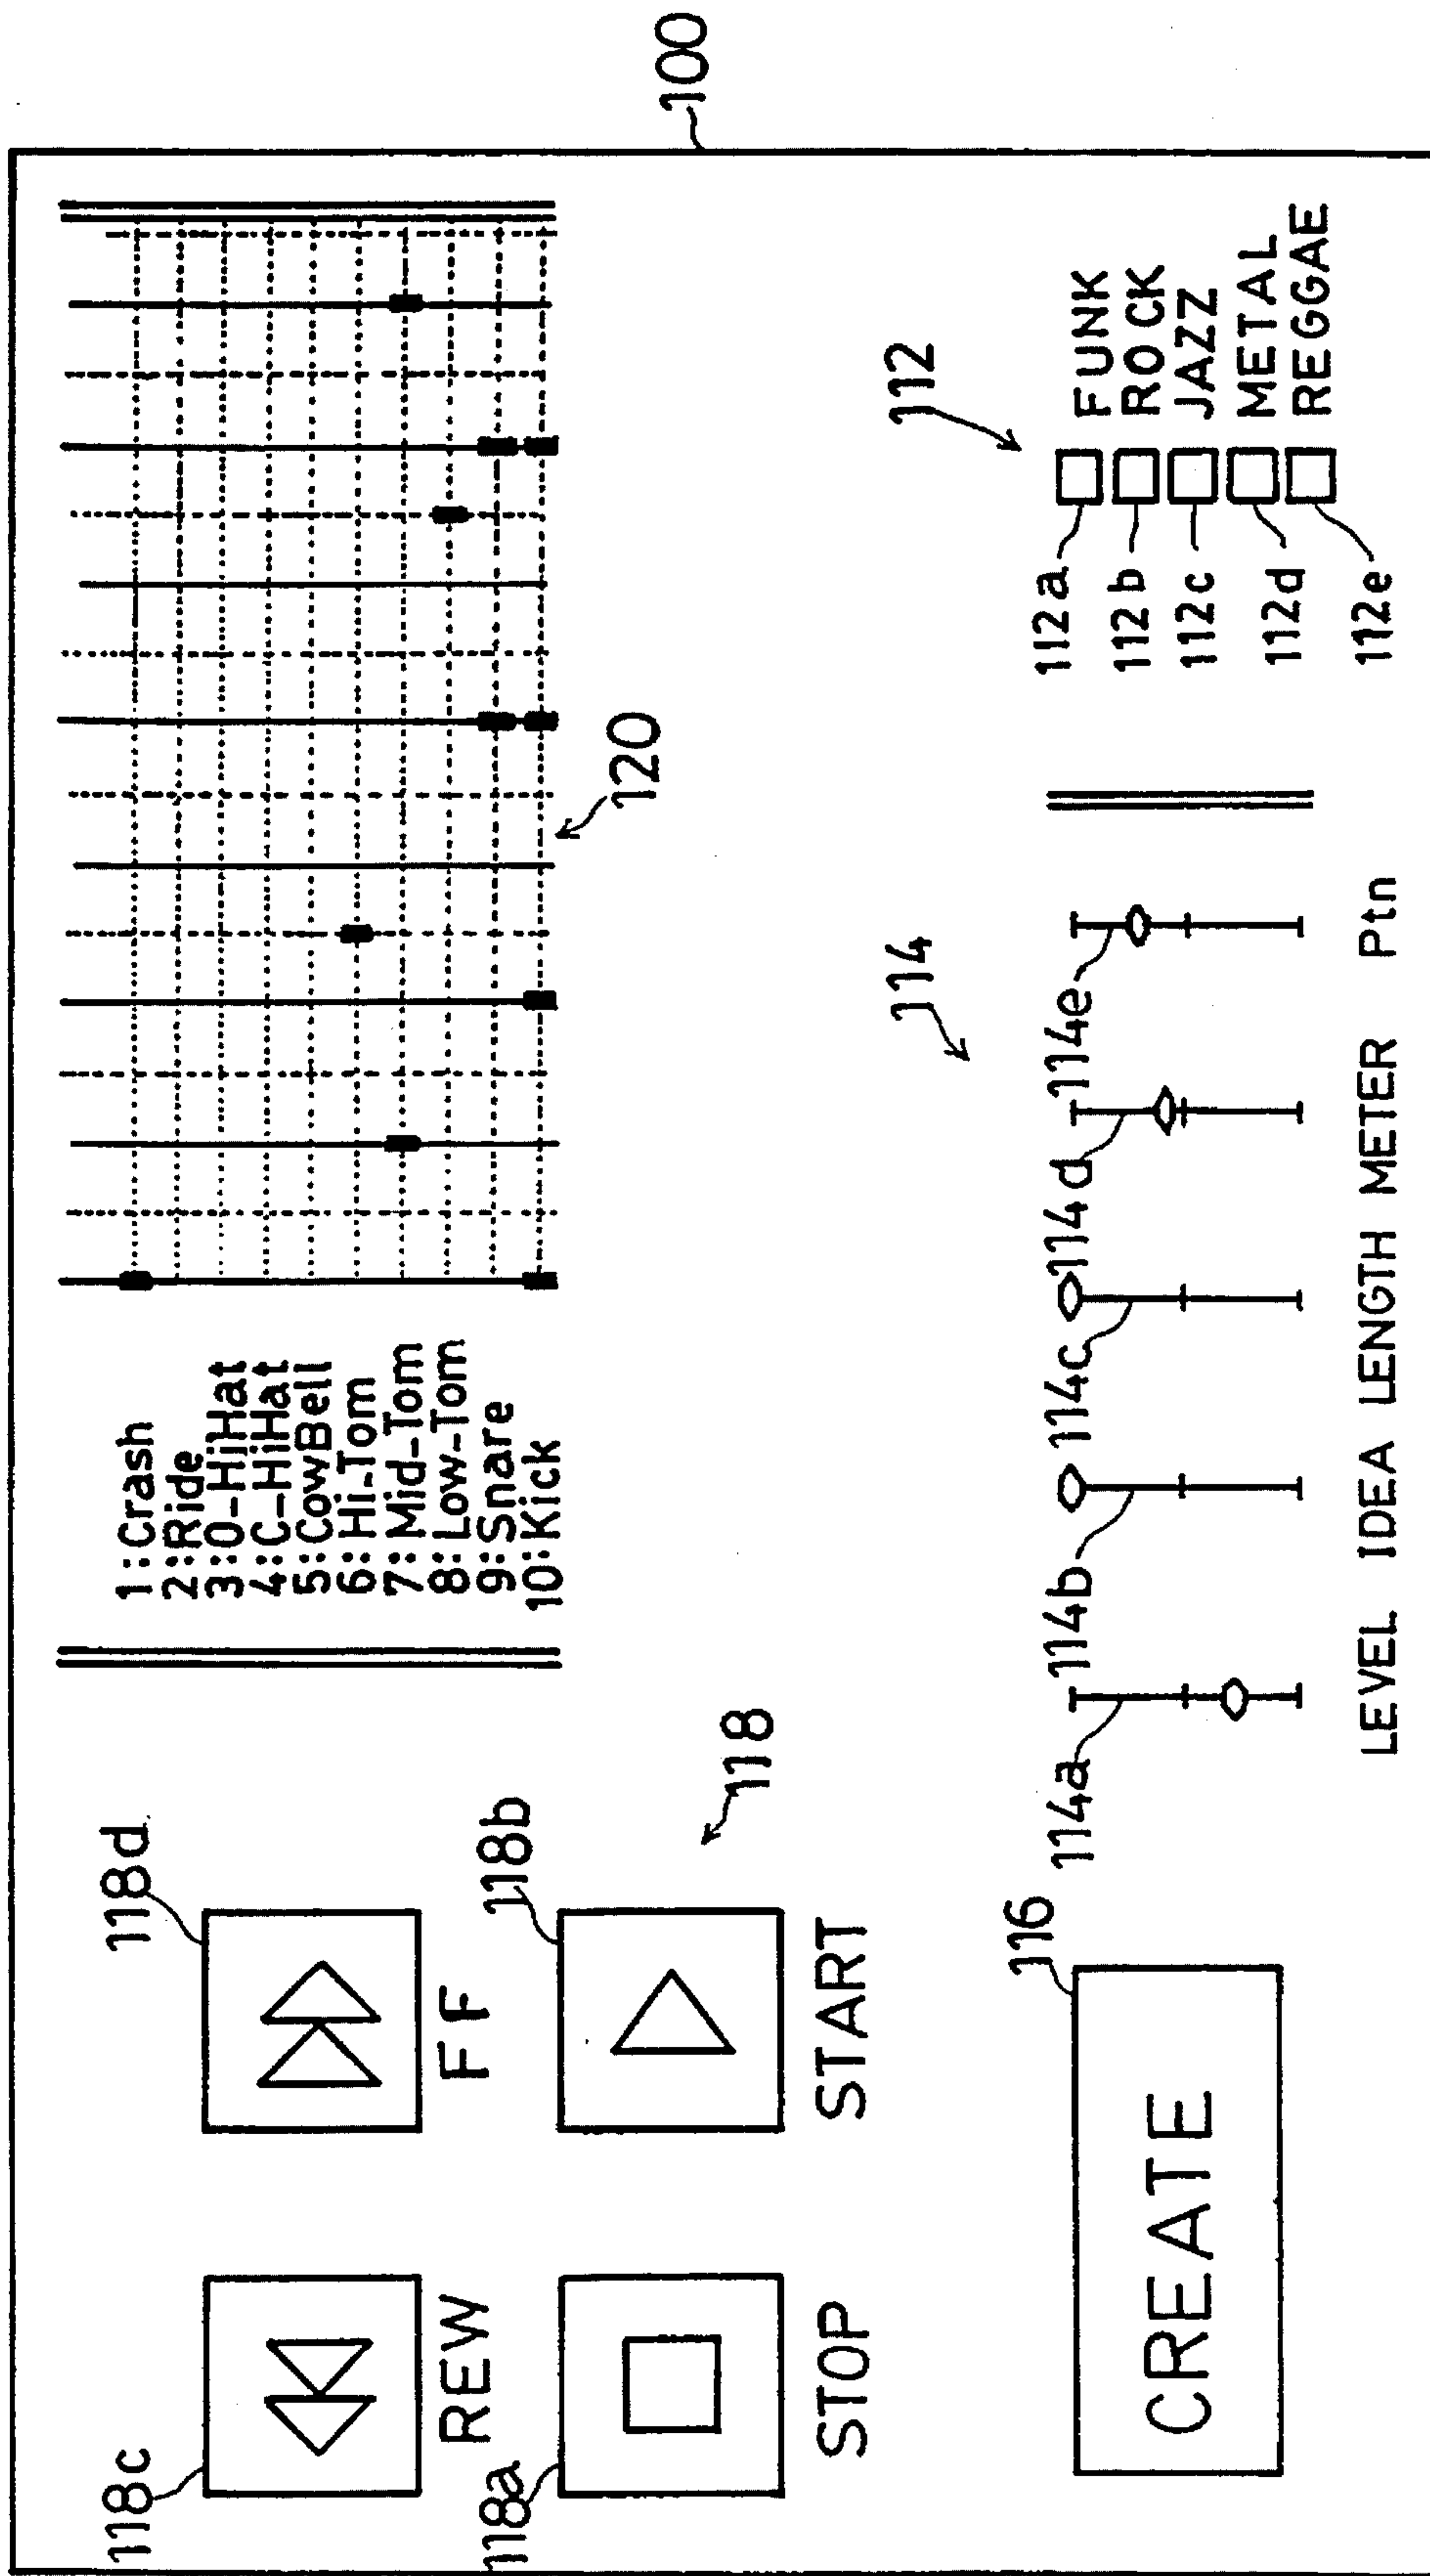 100
118c
118d
REW
FF
118a
118b
STOP
START
118
1:Crash
2:Ride
3:O-HiHat
4:C-HiHat
5:CowBell
6:Hi-Tom
7:Mid-Tom
8:Low-Tom
9:Snare
10:Kick
120
116
CREATE
114
114a
114b
114c
114d
114e
LEVEL IDEA LENGTH METER Ptn
112
112a
FUNK
112b
ROCK
112c
JAZZ
112d
METAL
112e
REGGAE